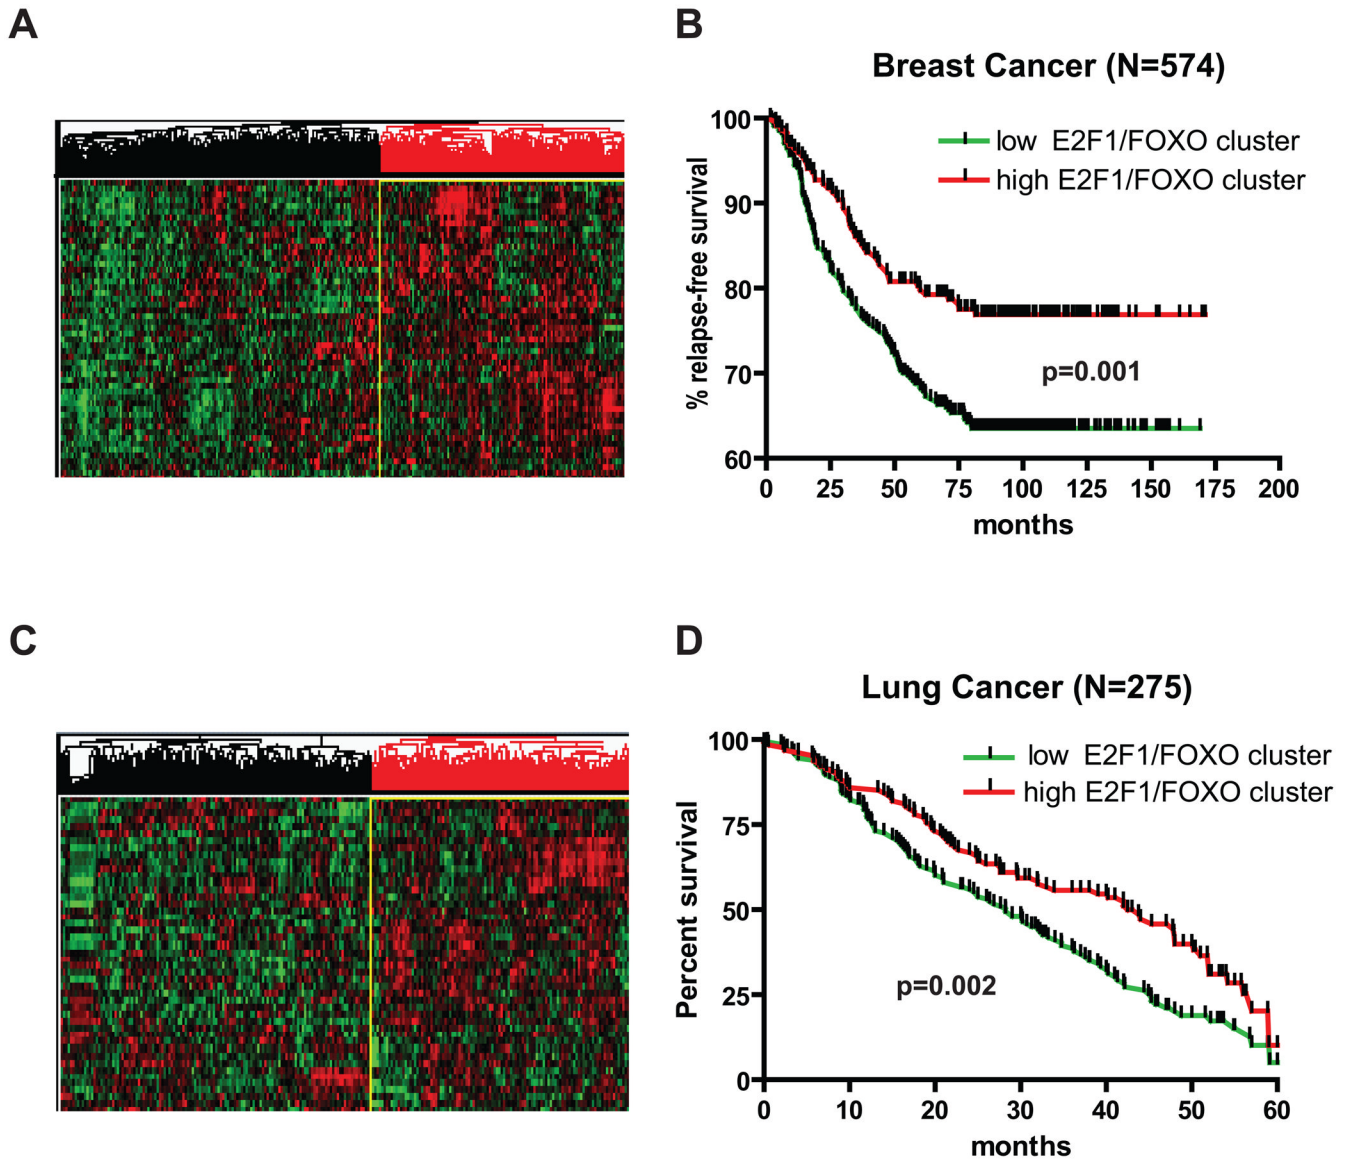 A
B
Breast Cancer (N=574)
low E2F1/FOXO cluster
high E2F1/FOXO cluster
% relapse-free survival
100
90
80
70
60
p=0.001
0 25 50 75 100 125 150 175 200
months
C
D
Lung Cancer (N=275)
low E2F1/FOXO cluster
high E2F1/FOXO cluster
Percent survival
100
75
50
25
0
p=0.002
0 10 20 30 40 50 60
months